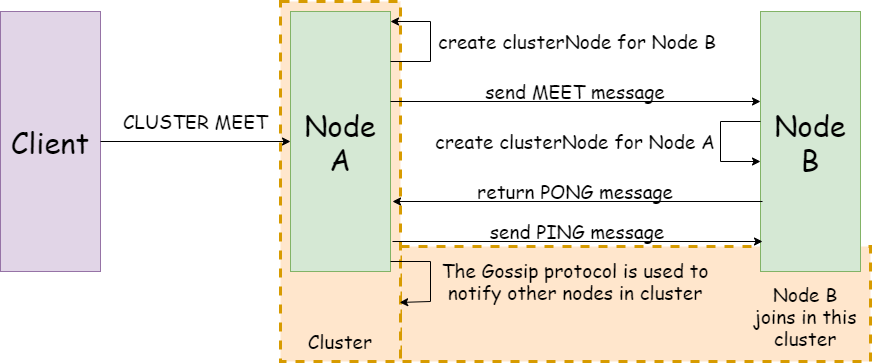 Client
CLUSTER MEET
Node
A
create clusterNode for Node B
send MEET message
create clusterNode for Node A
Node
B
return PONG message
send PING message
The Gossip protocol is used to
notify other nodes in cluster
Cluster
Node B
joins in this
cluster